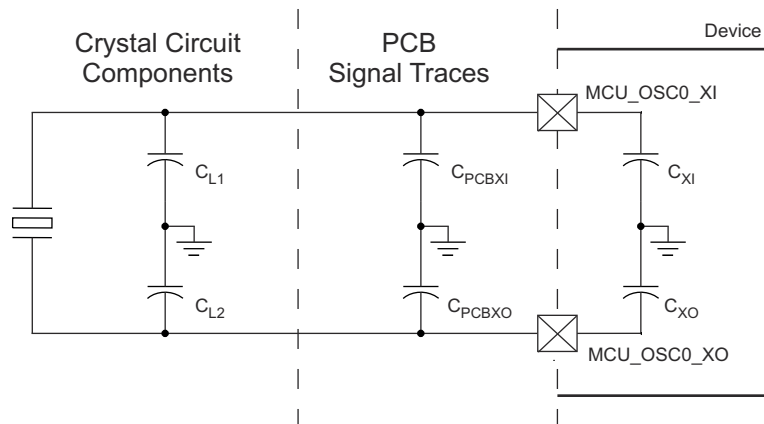 Crystal Circuit
Components
PCB
Signal Traces
Device
MCU_OSC0_XI
CL1
CPCBXI
CXI
CL2
CPCBXO
CXO
MCU_OSC0_XO